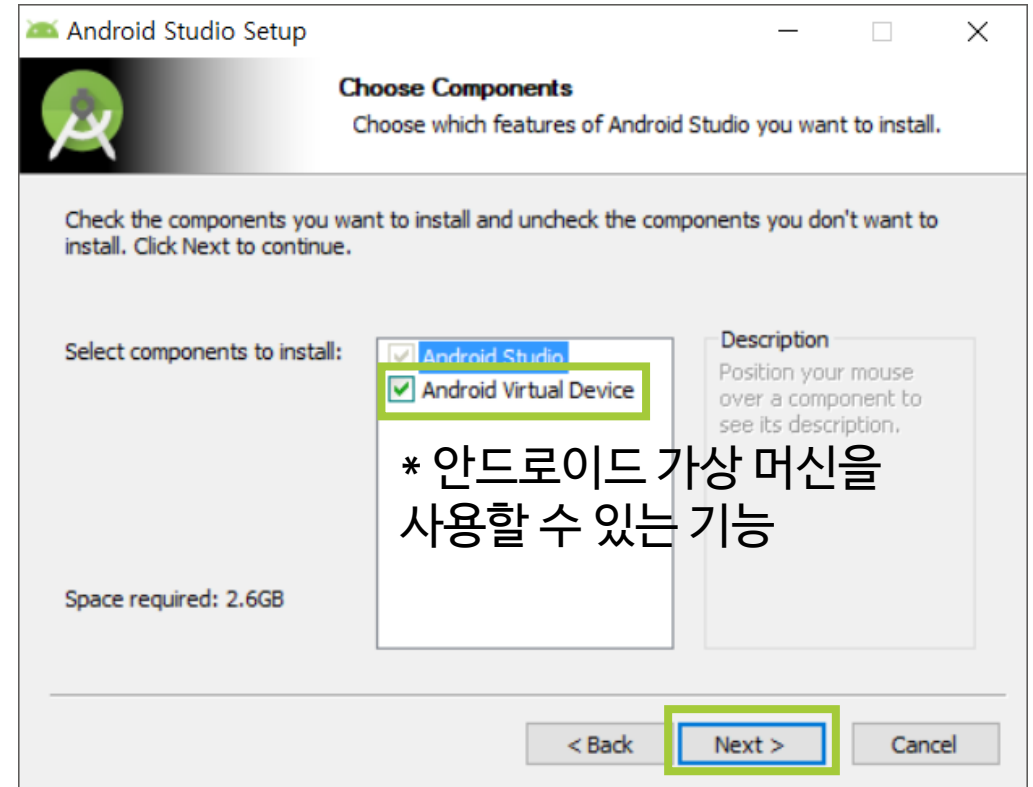 Android Studio Setup
Choose Components
Choose which features of Android Studio you want to install.
Check the components you want to install and uncheck the components you don't want to
install. Click Next to continue.
Select components to install:
Android Studio
Android Virtual Device
* 안드로이드 가상 머신을
사용할 수 있는 기능
Description
Position your mouse
over a component to
see its description.
Space required: 2.6GB
< Back
Next >
Cancel